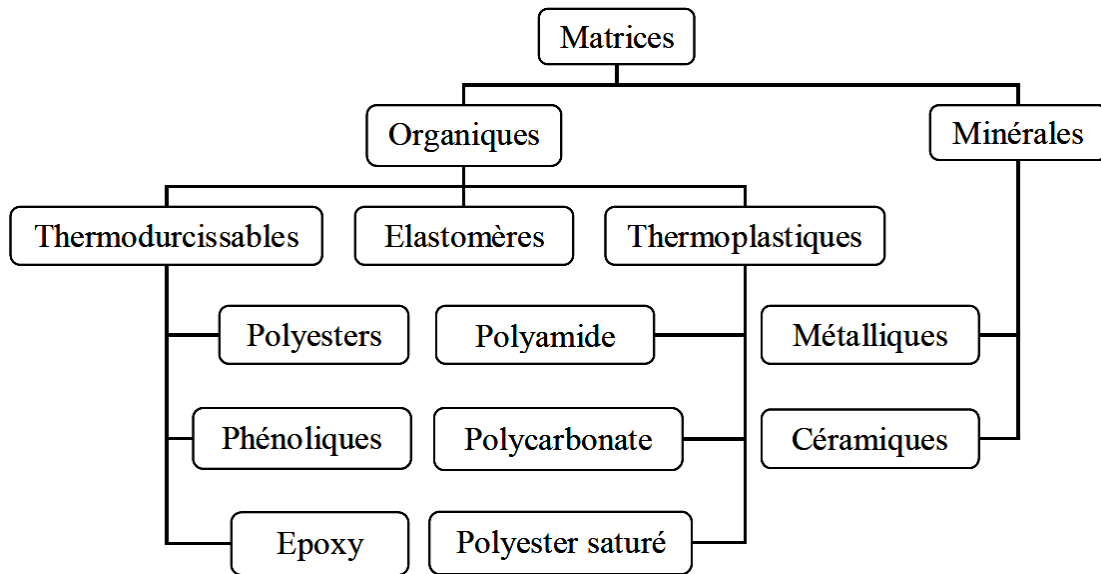 Matrices
Organiques
Minérales
Thermodurcissables
Elastomères
Thermoplastiques
Polyesters
Polyamide
Métalliques
Phénoliques
Polycarbonate
Céramiques
Epoxy
Polyester saturé